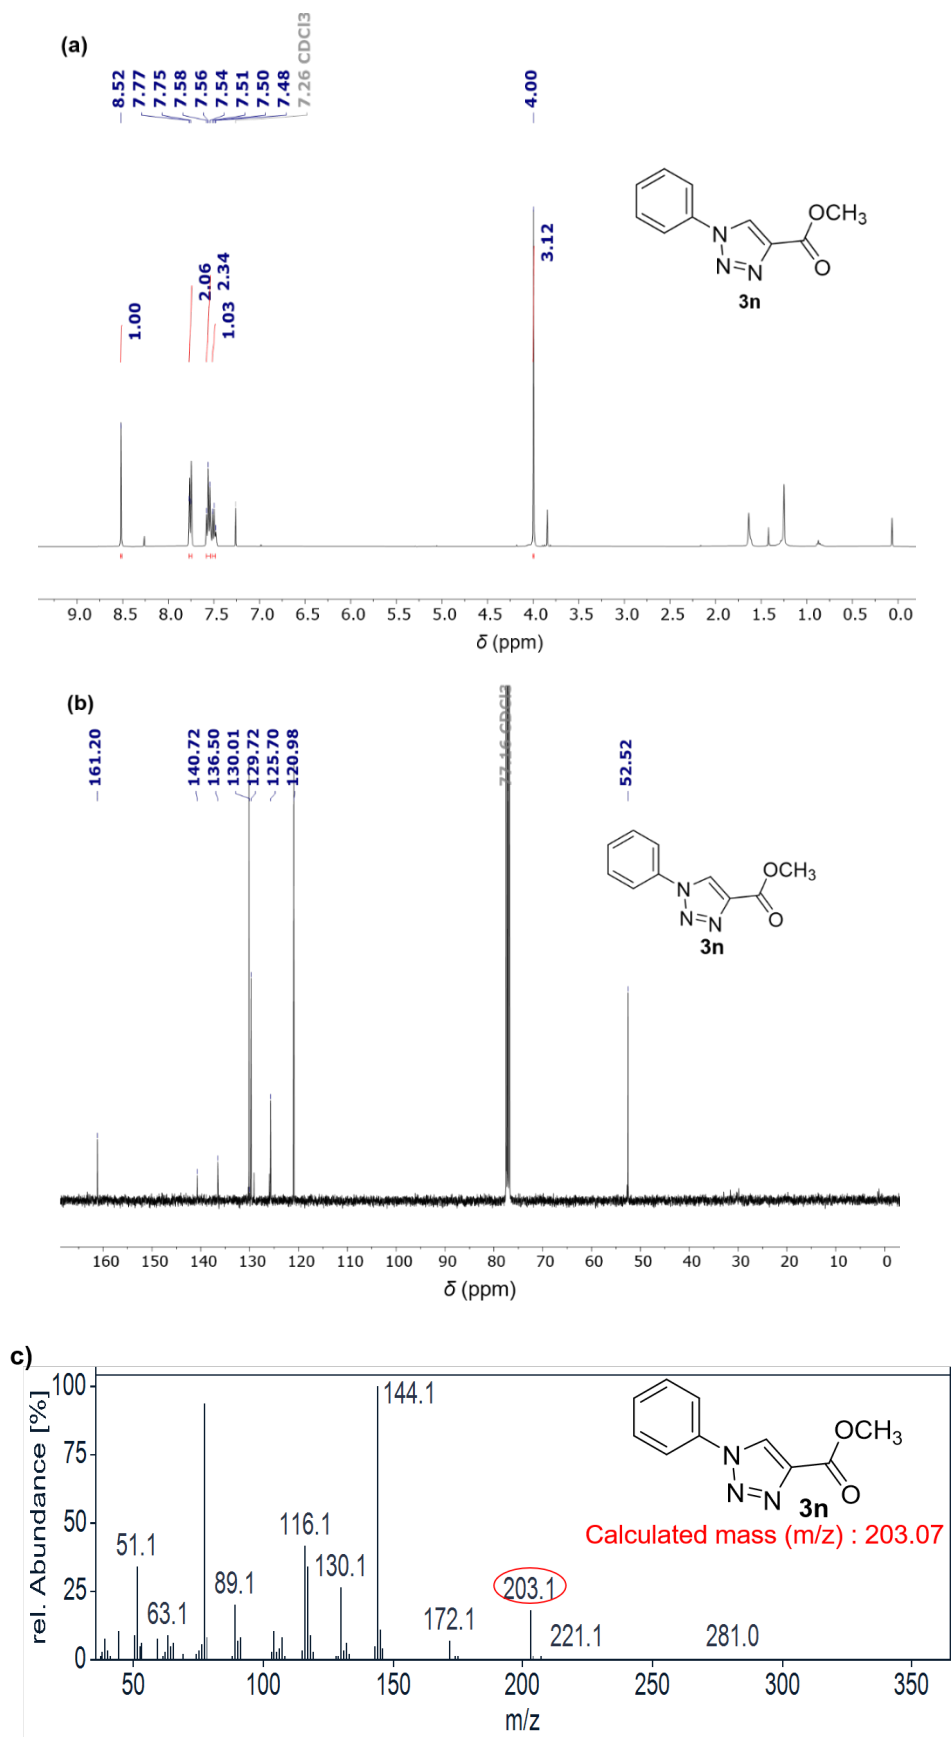 (a)
8.52
7.77
7.75
7.58
7.56
7.54
7.51
7.50
7.48
7.26 CDCl3
4.00
OCH3
N
N=N
O
3n
1.00
2.06
2.34
1.03
3.12
9.0 8.5 8.0 7.5 7.0 6.5 6.0 5.5 5.0 4.5 4.0 3.5 3.0 2.5 2.0 1.5 1.0 0.5 0.0
δ (ppm)
(b)
161.20
140.72
136.50
130.01
129.72
125.70
120.98
77.16 CDCl3
52.52
OCH3
N
N=N
O
3n
160 150 140 130 120 110 100 90 80 70 60 50 40 30 20 10 0
δ (ppm)
c)
rel. Abundance [%]
100
75
50
25
0
144.1
116.1
51.1
130.1
89.1
63.1
172.1
203.1
221.1
281.0
OCH3
N
N=N
O
3n
Calculated mass (m/z) : 203.07
50 100 150 200 250 300 350
m/z